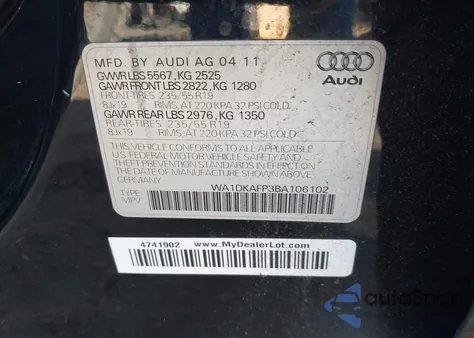 MFD. BY AUDI AG 04 11
GVWR LBS 5567, KG 2525
GAWR FRONT LBS 2822, KG 1280
FRONT-TIRES 235/55 R19
8Jx19 RIMS, AT 220 KPA 32 PSI COLD
GAWR REAR LBS 2976, KG 1350
REAR-TIRES 235/55 R19
8Jx19 RIMS, AT 220 KPA 32 PSI COLD
Audi
THIS VEHICLE CONFORMS TO ALL APPLICABLE
U.S. FEDERAL MOTOR VEHICLE SAFETY AND
THEFT PREVENTION STANDARDS IN EFFECT ON
THE DATE OF MANUFACTURE SHOWN ABOVE.
GERMANY WA1DKAFP3BA106102
TYPE:
MPV
4741902 www.MyDealerLot.com